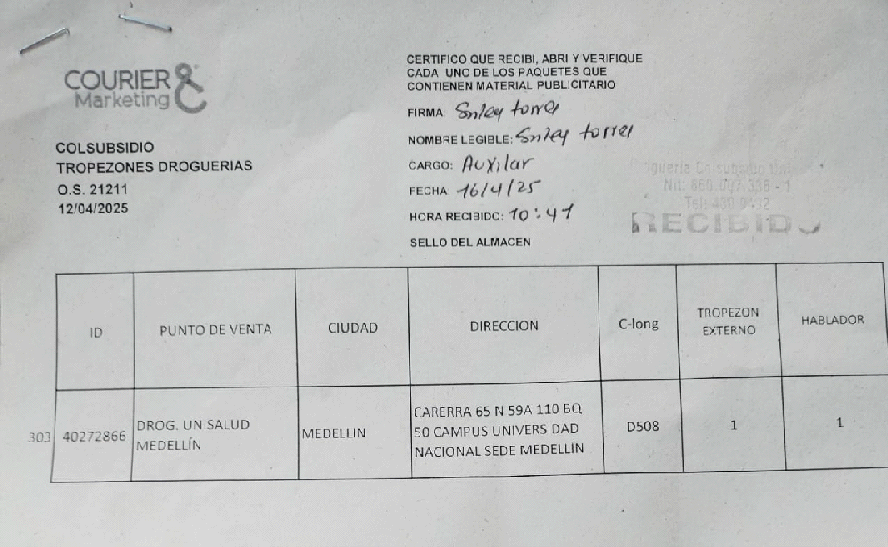 COURIER &
Marketing
COLSUBSIDIO
TROPEZONES DROGUERIAS
O.S. 21211
12/04/2025
CERTIFICO QUE RECIBI, ABRI Y VERIFIQUE
CADA UNO DE LOS PAQUETES QUE
CONTIENEN MATERIAL PUBLICITARIO
FIRMA
NOMBRE LEGIBLE:
CARGO: Auxilar
FECHA 16/4/25
HORA RECIBIDO: 10:41
SELLO DEL ALMACEN
RECIBIDO
ID PUNTO DE VENTA CIUDAD DIRECCION C-long TROPEZON EXTERNO HABLADOR
303 40272866 DROG. UN SALUD MEDELLÍN MEDELLIN CARERRA 65 N 59A 110 BQ 50 CAMPUS UNIVERSIDAD NACIONAL SEDE MEDELLIN D508 1 1